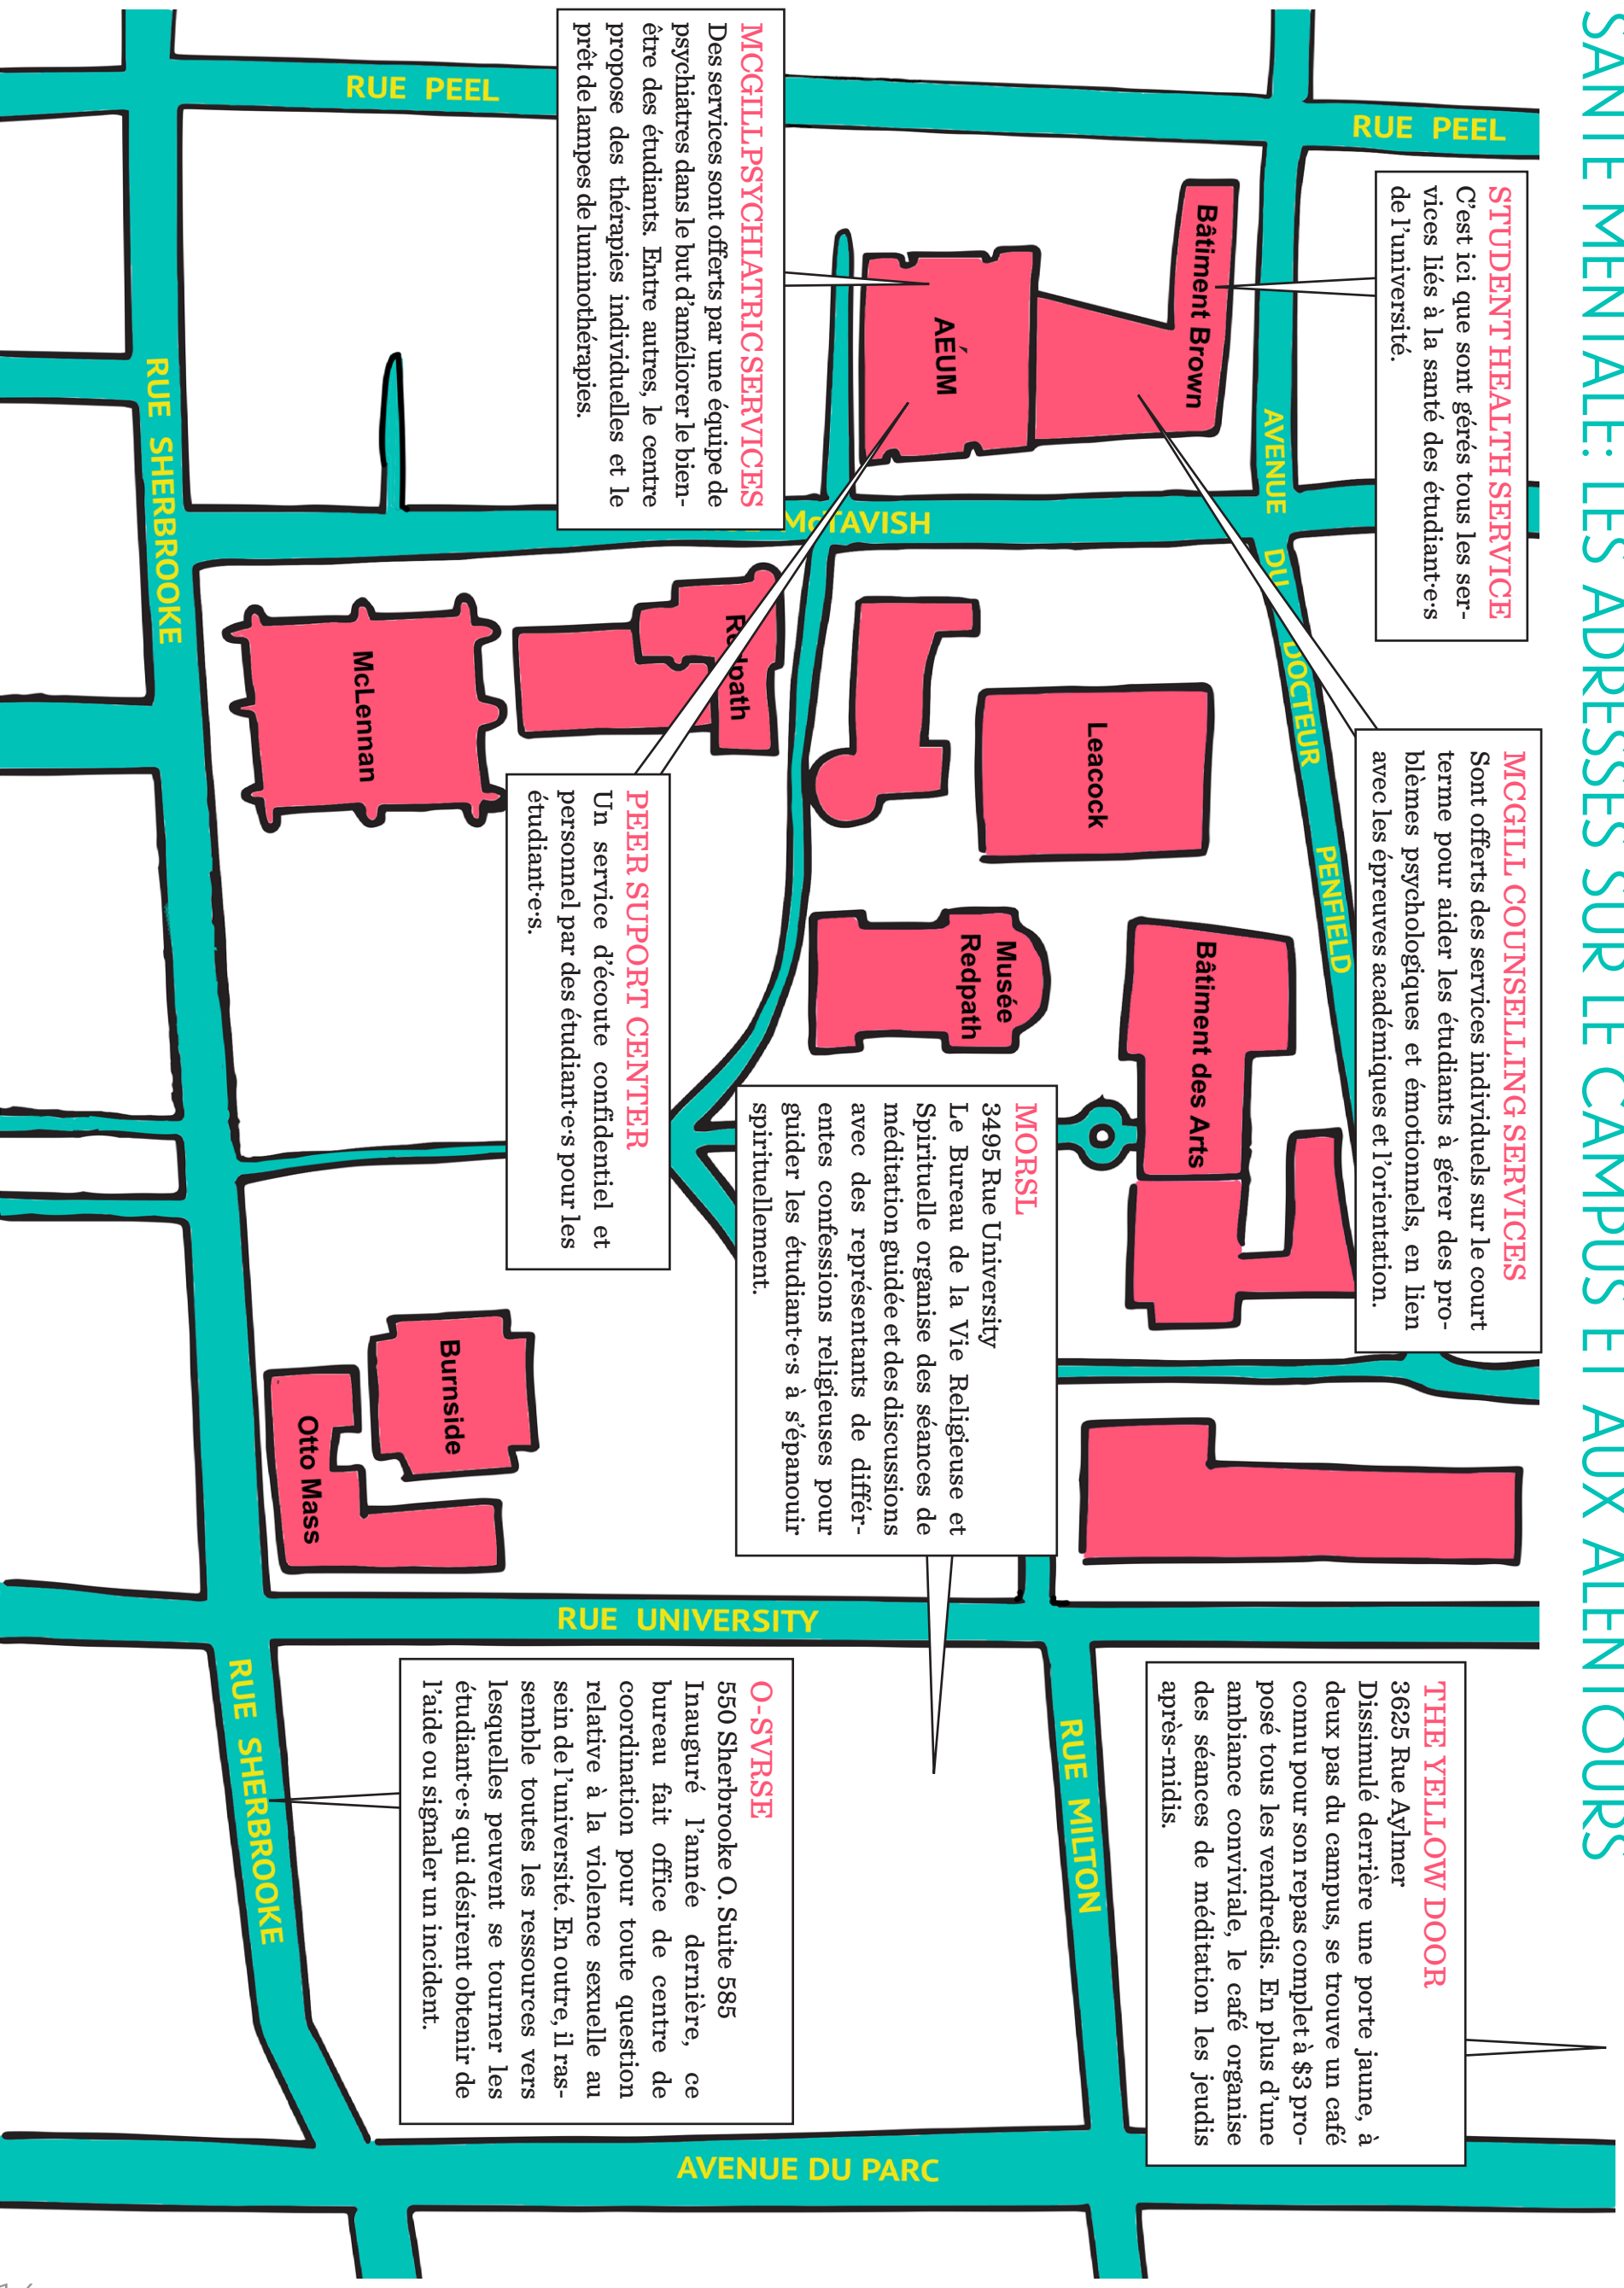 SANTÉ MENTALE: LES ADRESSES SUR LE CAMPUS ET AUX ALENTOURS
STUDENT HEALTH SERVICE
C'est ici que sont gérés tous les ser-
vices liés à la santé des étudiant·e·s
de l'université.
MCGILL COUNSELLING SERVICES
Sont offerts des services individuels sur le court
terme pour aider les étudiants à gérer des pro-
blèmes psychologiques et émotionnels, en lien
avec les épreuves académiques et l'orientation.
THE YELLOW DOOR
3625 Rue Aylmer
Dissimulé derrière une porte jaune, à
deux pas du campus, se trouve un café
connu pour son repas complet à $3 pro-
posé tous les vendredis. En plus d'une
ambiance conviviale, le café organise
des séances de méditation les jeudis
après-midis.
MORSL
3495 Rue University
Le Bureau de la Vie Religieuse et
Spirituelle organise des séances de
méditation guidée et des discussions
avec des représentants de différ-
entes confessions religieuses pour
guider les étudiant·e·s à s'épanouir
spirituellement.
MCGILL PSYCHIATRIC SERVICES
Des services sont offerts par une équipe de
psychiatres dans le but d'améliorer le bien-
être des étudiants. Entre autres, le centre
propose des thérapies individuelles et le
prêt de lampes de luminothérapies.
PEER SUPORT CENTER
Un service d'écoute confidentiel et
personnel par des étudiant·e·s pour les
étudiant·e·s.
O-SVRSE
550 Sherbrooke O. Suite 585
Inauguré l'année dernière, ce
bureau fait office de centre de
coordination pour toute question
relative à la violence sexuelle au
sein de l'université. En outre, il ras-
semble toutes les ressources vers
lesquelles peuvent se tourner les
étudiant·e·s qui désirent obtenir de
l'aide ou signaler un incident.
RUE PEEL
RUE PEEL
AVENUE DU DOCTEUR PENFIELD
McTAVISH
RUE SHERBROOKE
RUE SHERBROOKE
RUE UNIVERSITY
RUE MILTON
AVENUE DU PARC
Bâtiment Brown
AEÚM
Leacock
Bâtiment des Arts
Musée
Redpath
McLennan
Burnside
Otto Mass